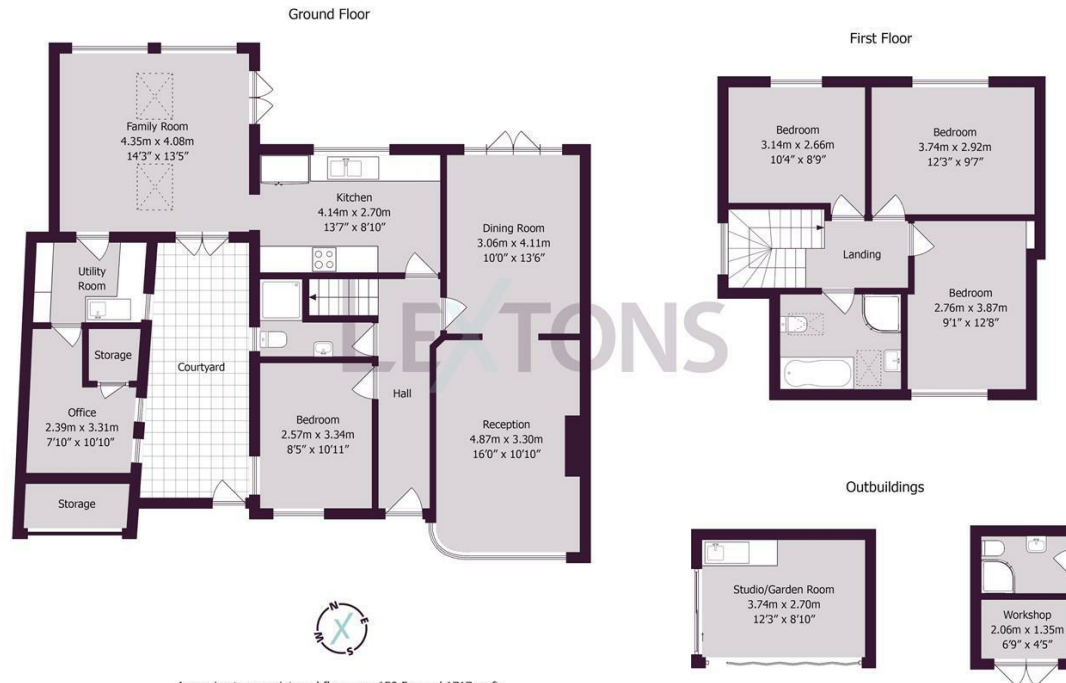 Ground Floor
Family Room
4.35m x 4.08m
14'3" x 13'5"
Kitchen
4.14m x 2.70m
13'7" x 8'10"
Dining Room
3.06m x 4.11m
10'0" x 13'6"
Utility
Room
Storage
Courtyard
Office
2.39m x 3.31m
7'10" x 10'10"
Storage
Bedroom
2.57m x 3.34m
8'5" x 10'11"
Hall
Reception
4.87m x 3.30m
16'0" x 10'10"
LEXTONS
First Floor
Bedroom
3.14m x 2.66m
10'4" x 8'9"
Bedroom
3.74m x 2.92m
12'3" x 9'7"
Landing
Bedroom
2.76m x 3.87m
9'1" x 12'8"
Outbuildings
Studio/Garden Room
3.74m x 2.70m
12'3" x 8'10"
Workshop
2.06m x 1.35m
6'9" x 4'5"
N
E
S
W
X